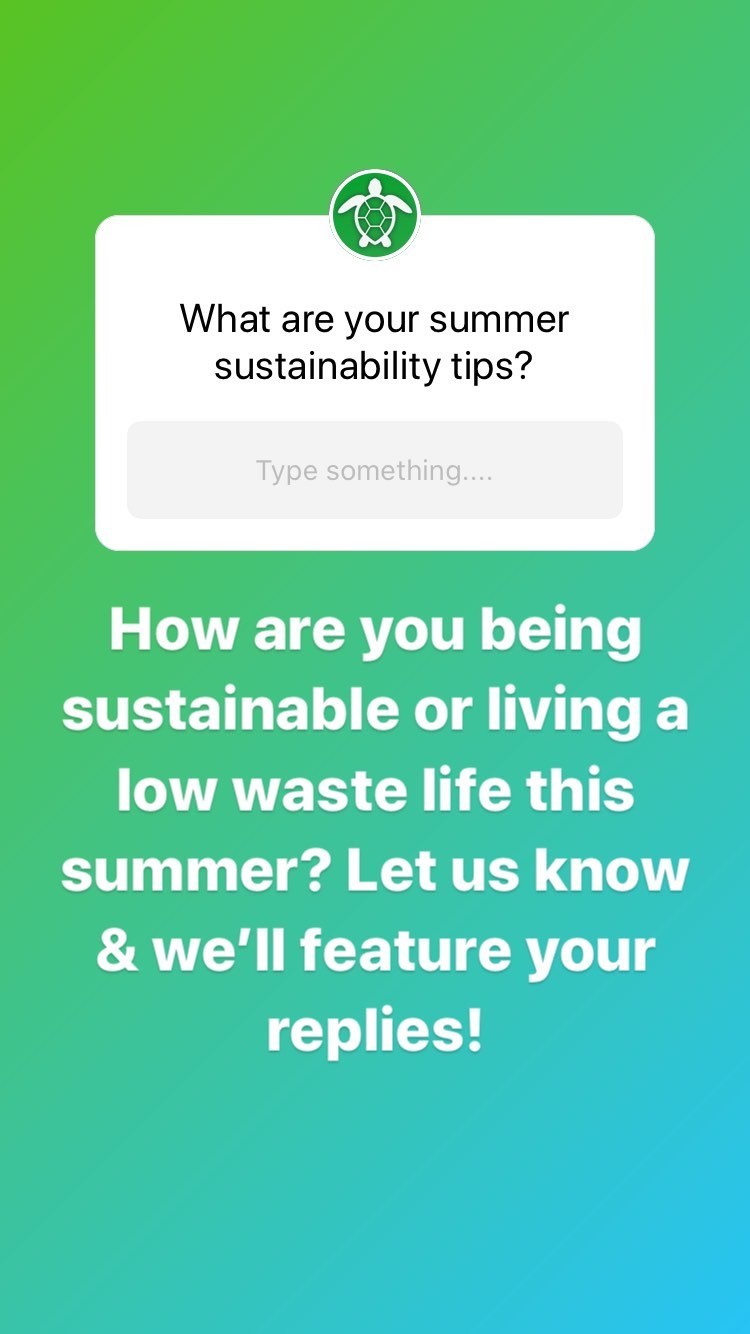 What are your summer
sustainability tips?
Type something....
How are you being
sustainable or living a
low waste life this
summer? Let us know
& we’ll feature your
replies!